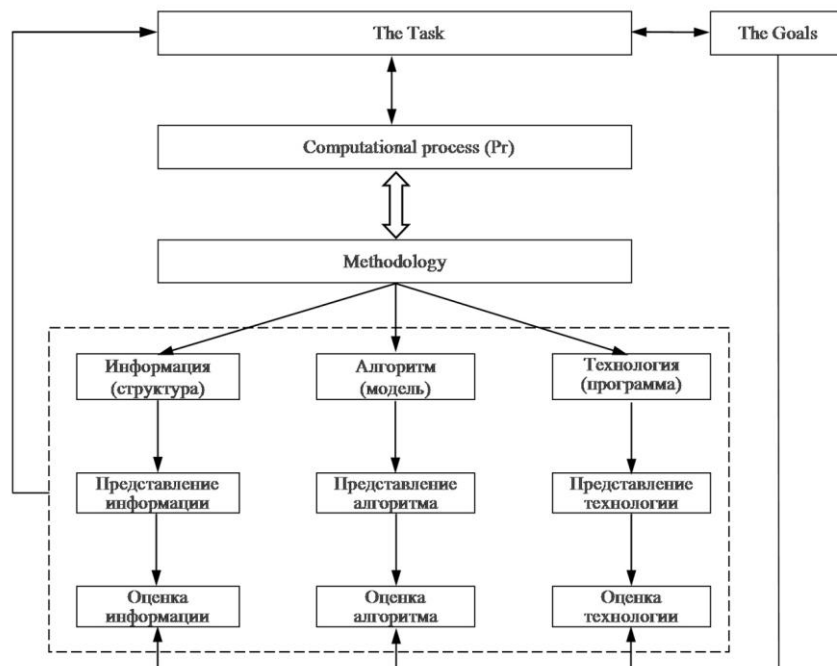 The Task
The Goals
Computational process (Pr)
Methodology
Информация
(структура)
Алгоритм
(модель)
Технология
(программа)
Представление
информации
Представление
алгоритма
Представление
технологии
Оценка
информации
Оценка
алгоритма
Оценка
технологии